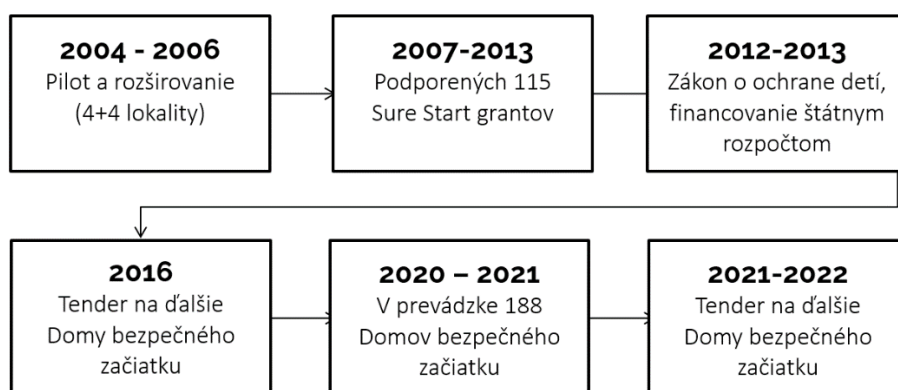 2004 - 2006
Pilot a rozširovanie
(4+4 lokality)
2007-2013
Podporených 115
Sure Start grantov
2012-2013
Zákon o ochrane detí,
financovanie štátnym
rozpočtom
2016
Tender na ďalšie
Domy bezpečného
začiatku
2020 – 2021
V prevádzke 188
Domov bezpečného
začiatku
2021-2022
Tender na ďalšie
Domy bezpečného
začiatku